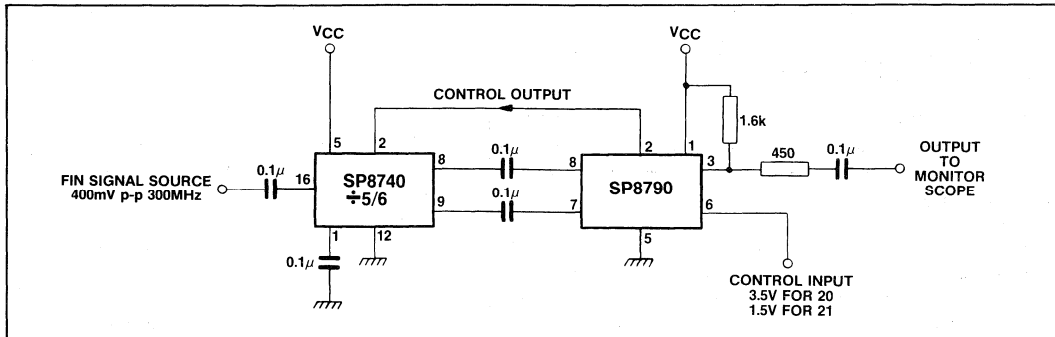 VCC
VCC
CONTROL OUTPUT
5
2
2
1
1.6k
0.1μ
0.1μ
450
0.1μ
OUTPUT
TO
MONITOR
SCOPE
FIN SIGNAL SOURCE
400mV p-p 300MHz
16
SP8740
÷5/6
8
8
SP8790
3
9
0.1μ
7
6
1
12
5
0.1μ
CONTROL INPUT
3.5V FOR 20
1.5V FOR 21